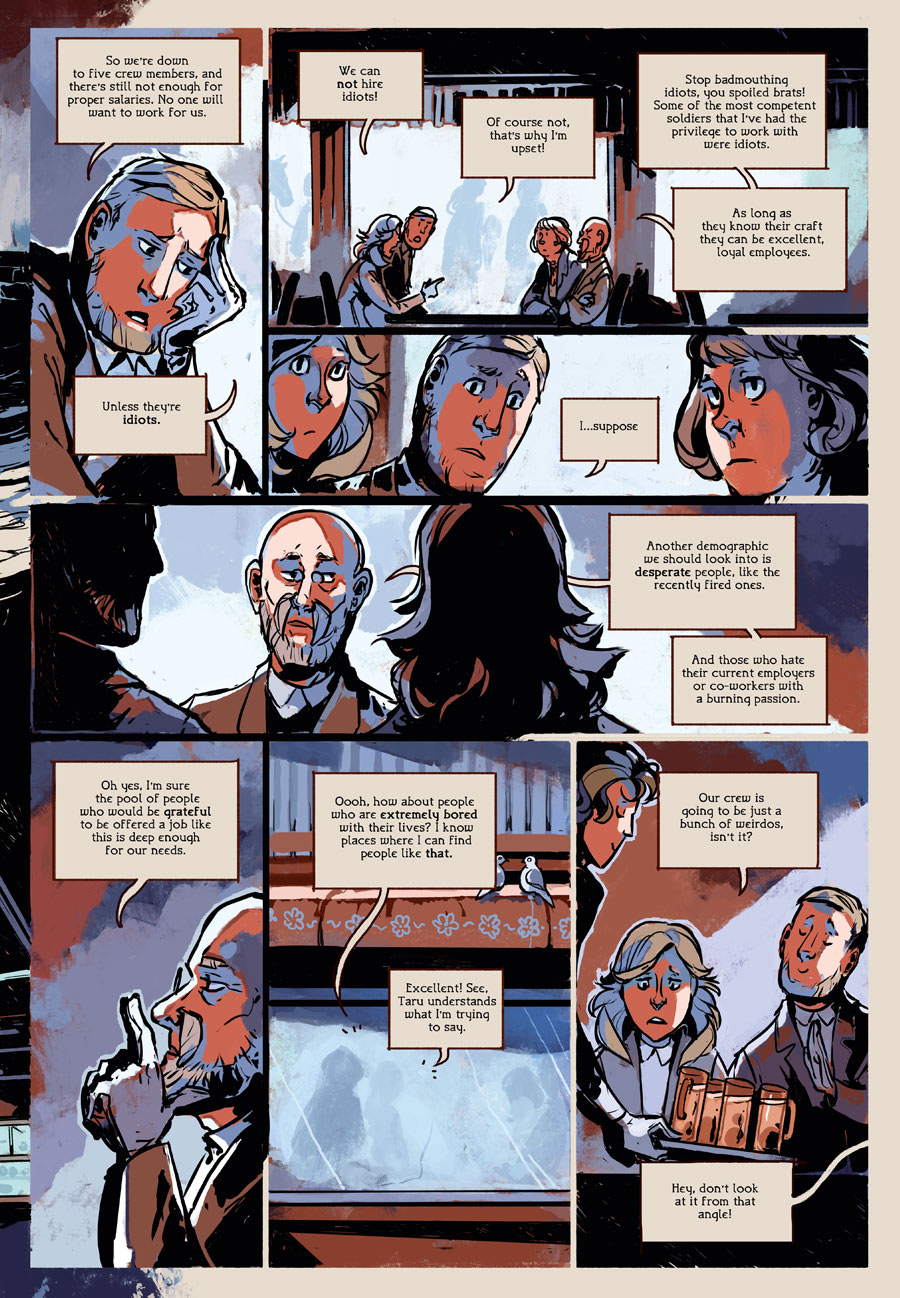 So we're down
to five crew members, and
there's still not enough for
proper salaries. No one will
want to work for us.
Unless they're
idiots.
We can
not hire
idiots!
Of course not,
that's why I'm
upset!
Stop badmouthing
idiots, you spoiled brats!
Some of the most competent
soldiers that I've had the
privilege to work with
were idiots.
As long as
they know their craft
they can be excellent,
loyal employees.
I...suppose
Another demographic
we should look into is
desperate people, like the
recently fired ones.
And those who hate
their current employers
or co-workers with
a burning passion.
Oh yes, I'm sure
the pool of people
who would be grateful
to be offered a job like
this is deep enough
for our needs.
Oooh, how about people
who are extremely bored
with their lives? I know
places where I can find
people like that.
Excellent! See,
Taru understands
what I'm trying
to say.
Our crew is
going to be just a
bunch of weirdos,
isn't it?
Hey, don't look
at it from that
angle!